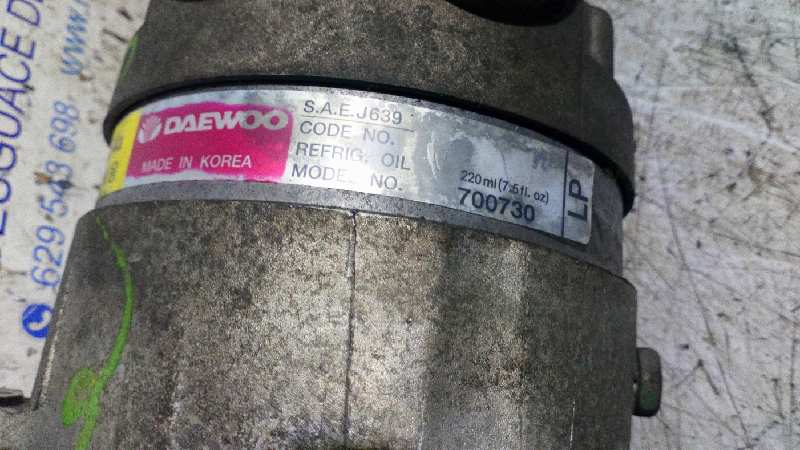 DAEWOO
MADE IN KOREA
S.A.E.J639
CODE NO.
REFRIG. OIL
MODEL NO.
220ml(7.5fl. oz)
700730
LP
629 543 698 www.